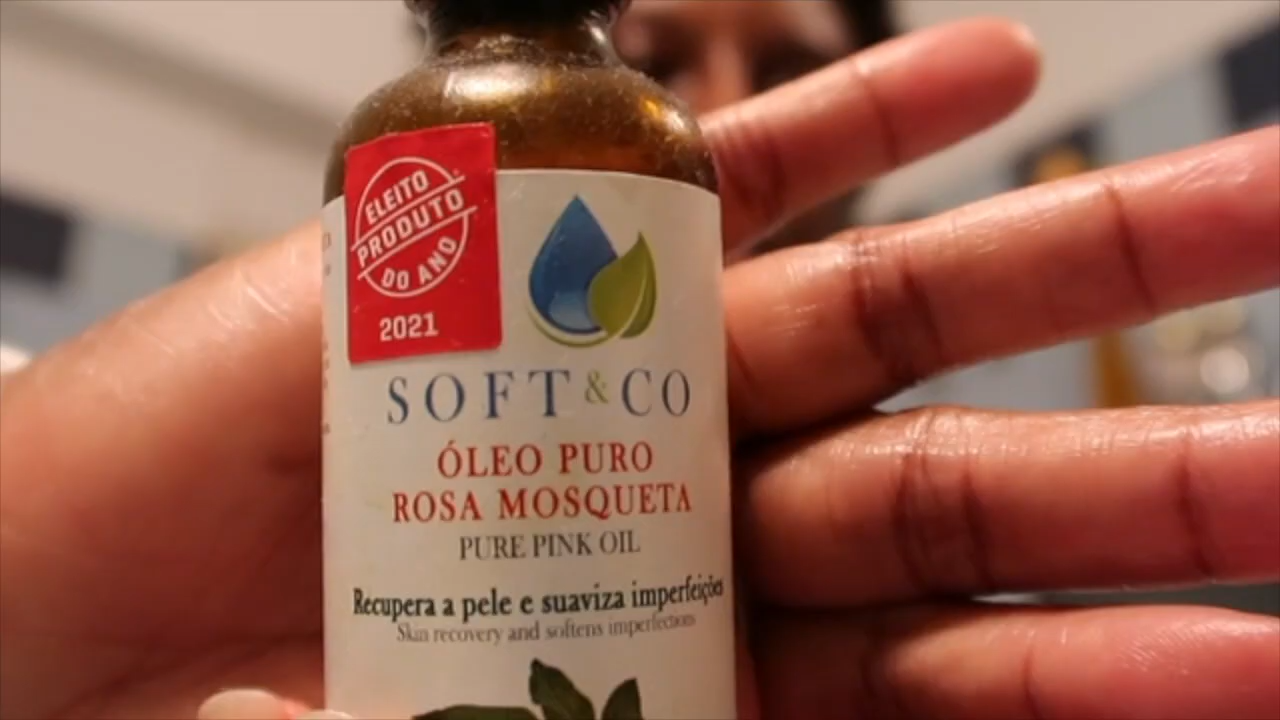 ELEITO
PRODUTO
DO ANO
2021
SOFT & CO
ÓLEO PURO
ROSA MOSQUETA
PURE PINK OIL
Recupera a pele e suaviza imperfeições
Skin recovery and softens imperfections